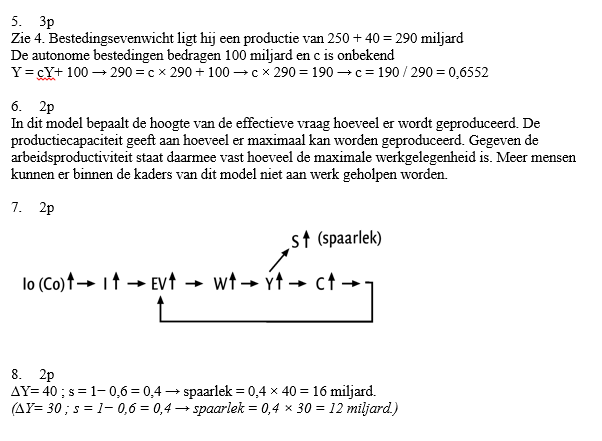 5. 3p
Zie 4. Bestedingsevenwicht ligt hij een productie van 250 + 40 = 290 miljard
De autonome bestedingen bedragen 100 miljard en c is onbekend
Y = cY+ 100 → 290 = c × 290 + 100 → c × 290 = 190 → c = 190 / 290 = 0,6552
6. 2p
In dit model bepaalt de hoogte van de effectieve vraag hoeveel er wordt geproduceerd. De
productiecapaciteit geeft aan hoeveel er maximaal kan worden geproduceerd. Gegeven de
arbeidsproductiviteit staat daarmee vast hoeveel de maximale werkgelegenheid is. Meer mensen
kunnen er binnen de kaders van dit model niet aan werk geholpen worden.
7. 2p
S↑ (spaarlek)
Io (Co)↑→ I↑ → EV↑ → W↑→ Y↑→ C↑→
8. 2p
ΔY= 40 ; s = 1− 0,6 = 0,4 → spaarlek = 0,4 × 40 = 16 miljard.
(ΔY= 30 ; s = 1− 0,6 = 0,4 → spaarlek = 0,4 × 30 = 12 miljard.)